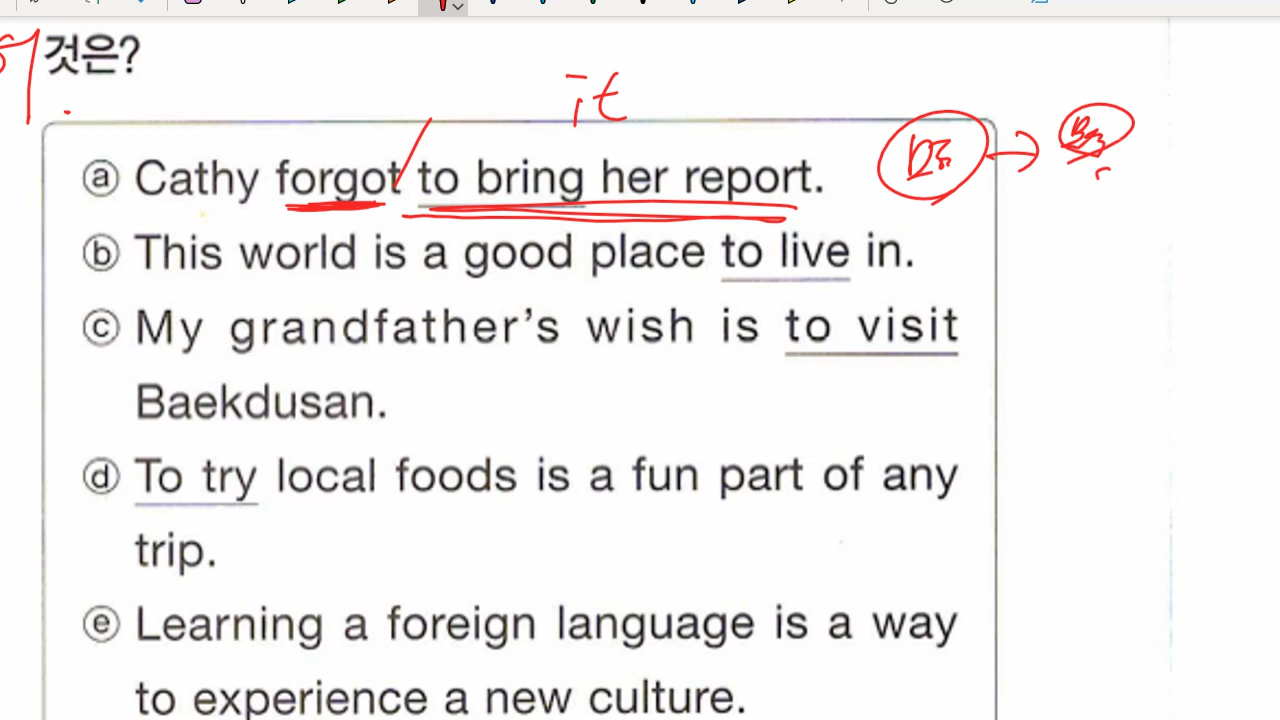 것은?
it
ⓐ Cathy forgot to bring her report.
ⓑ This world is a good place to live in.
ⓒ My grandfather's wish is to visit
Baekdusan.
ⓓ To try local foods is a fun part of any
trip.
ⓔ Learning a foreign language is a way
to experience a new culture.